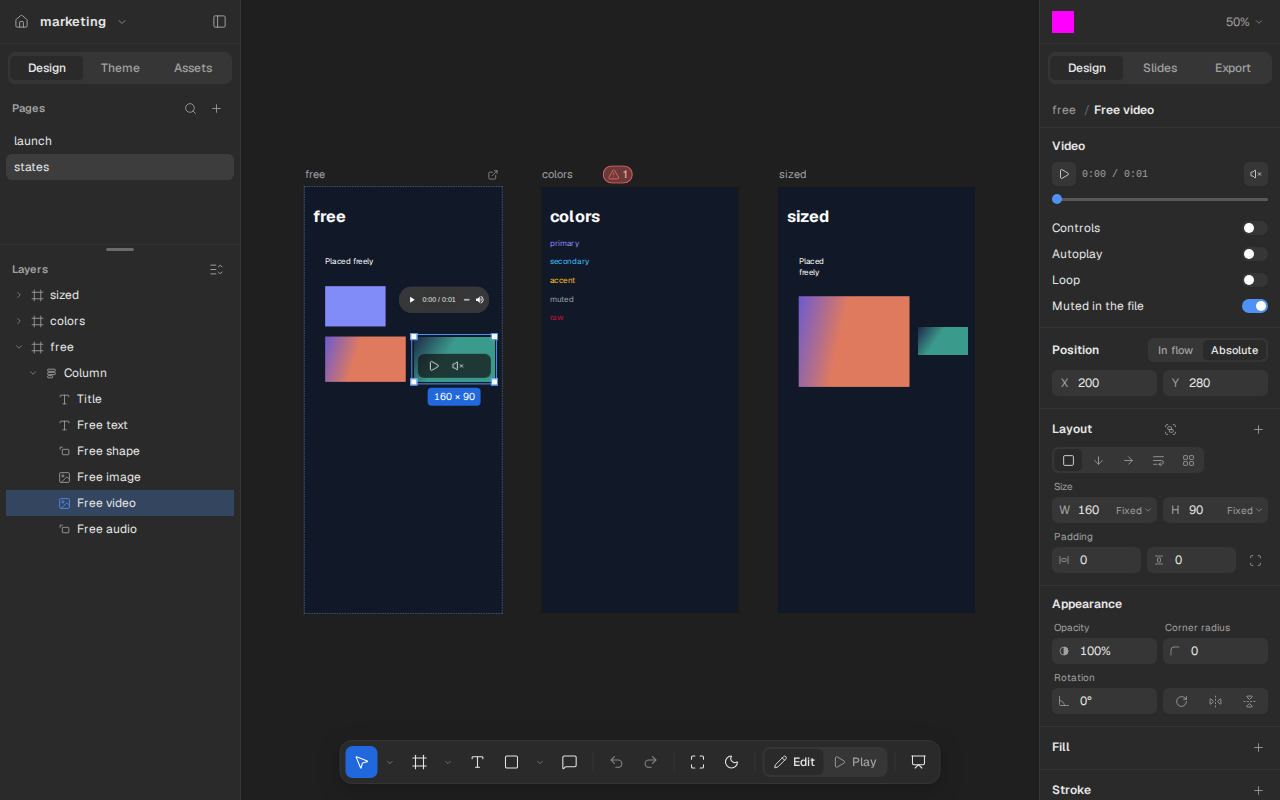 marketing
50%
Design
Theme
Assets
Design
Slides
Export
Pages
launch
states
free / Free video
Video
0:00 / 0:01
Controls
Autoplay
Loop
Muted in the file
Position
In flow
Absolute
X 200
Y 280
Layout
Size
W 160 Fixed
H 90 Fixed
Padding
0
0
Appearance
Opacity
Corner radius
100%
0
Rotation
0°
Fill
Stroke
Layers
sized
colors
free
Column
Title
Free text
Free shape
Free image
Free video
Free audio
free
free
Placed freely
0:00 / 0:01
160 × 90
colors
1
colors
primary
secondary
accent
muted
raw
sized
sized
Placed
freely
Edit
Play